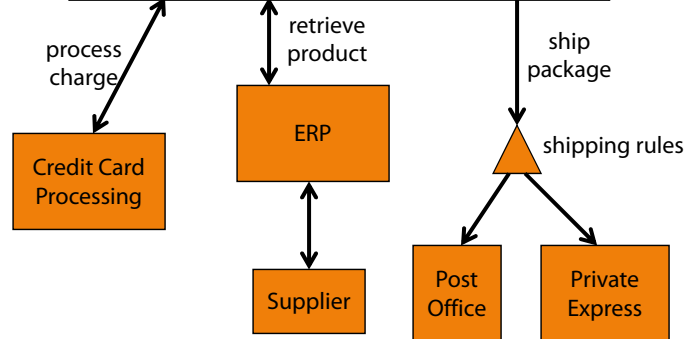 process
charge
retrieve
product
ship
package
ERP
shipping rules
Credit Card
Processing
Supplier
Post
Office
Private
Express